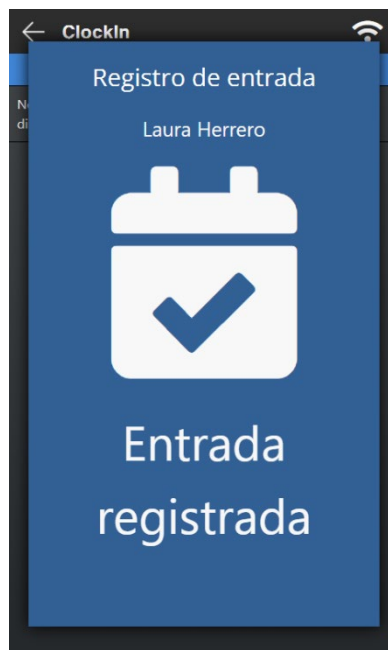 ClockIn
Registro de entrada
Laura Herrero
Entrada
registrada